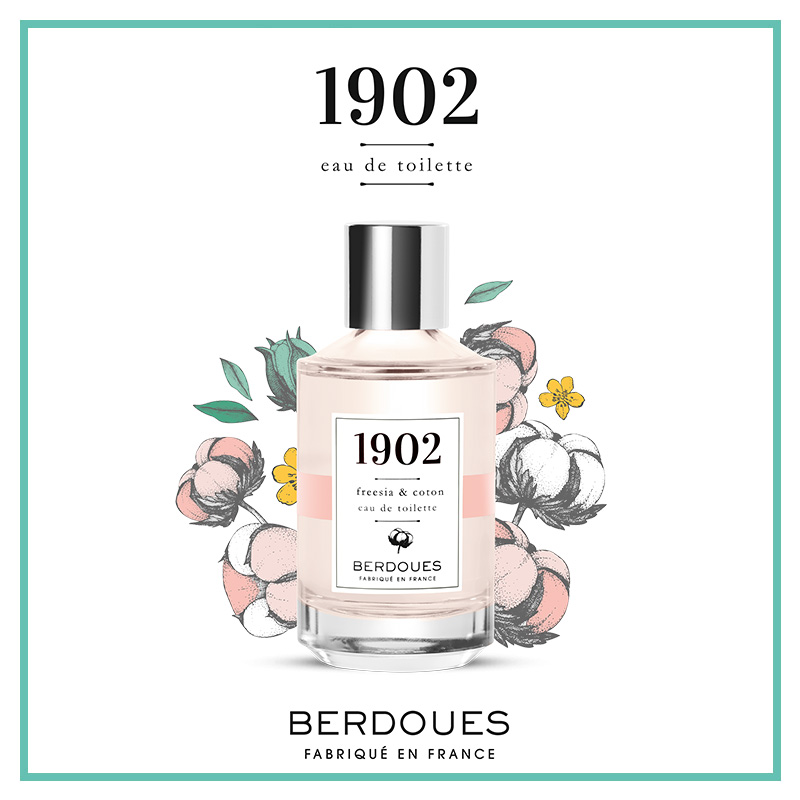 1902
eau de toilette
1902
freesia & coton
eau de toilette
BERDOUES
FABRIQUÉ EN FRANCE
BERDOUES
FABRIQUÉ EN FRANCE